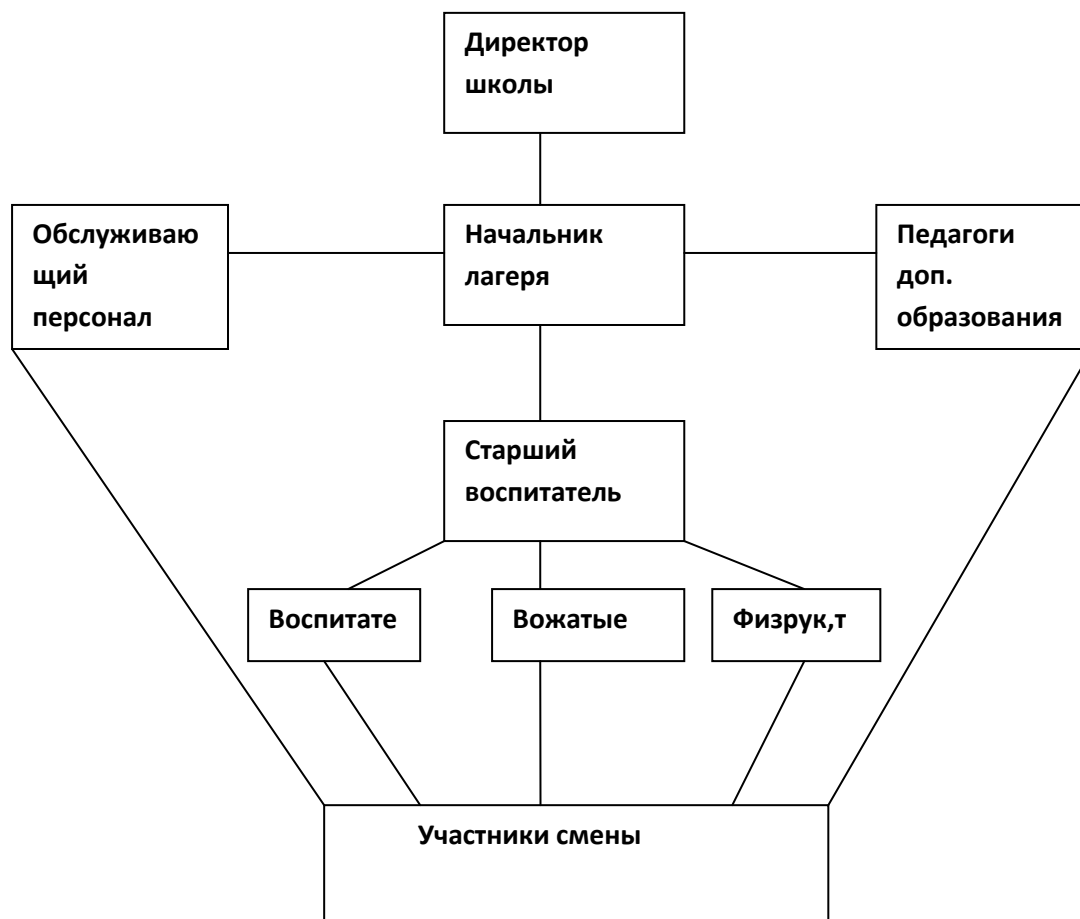 Директор
школы
Обслуживаю
щий
персонал
Начальник
лагеря
Педагоги
доп.
образования
Старший
воспитатель
Воспитате
Вожатые
Физрук,т
Участники смены